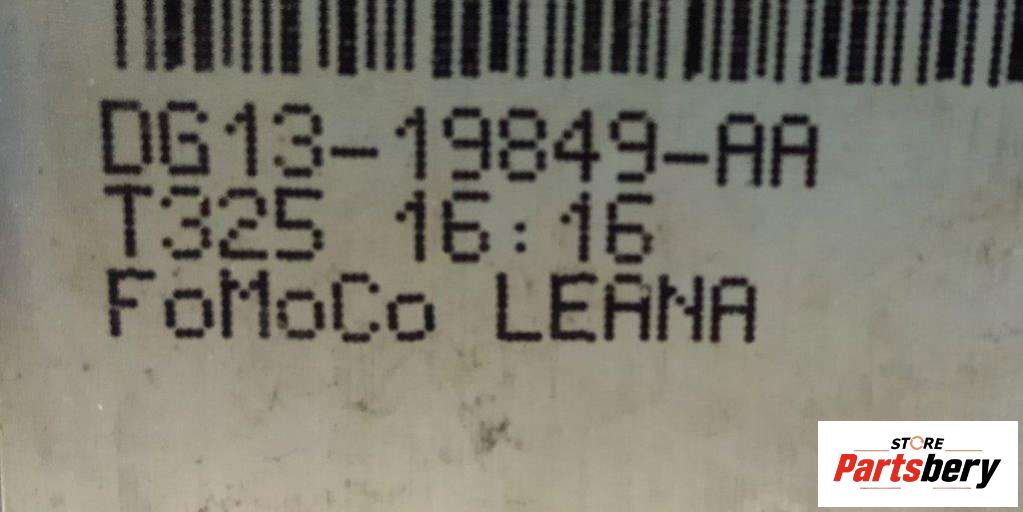 DG13-19849-AA
T325 16:16
FoMoCo LEANA
STORE
Partsbery